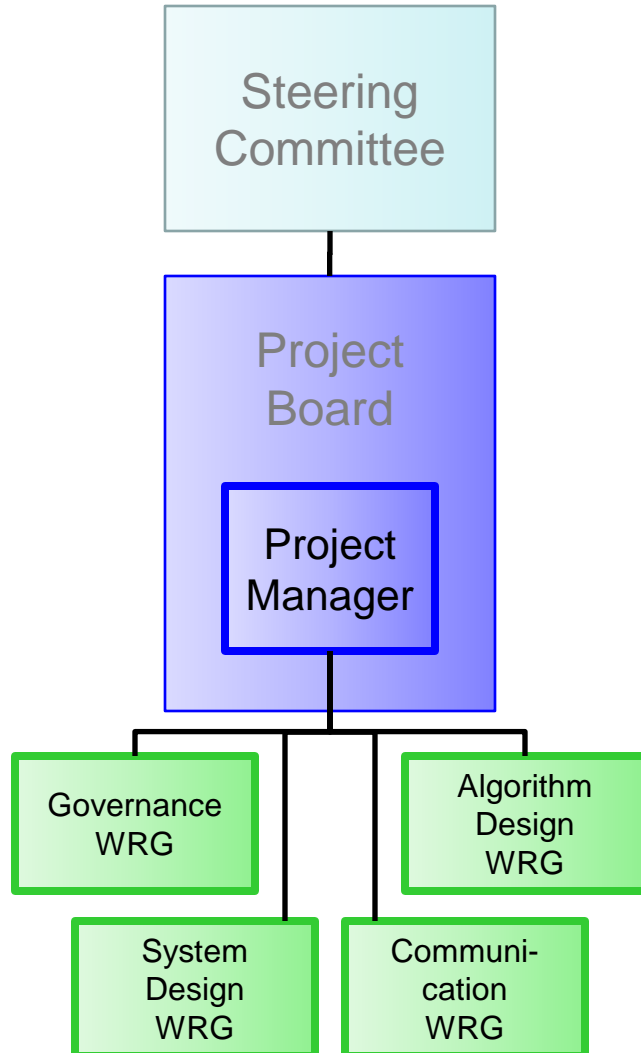 Steering
Committee
Project
Board
Project
Manager
Governance
WRG
Algorithm
Design
WRG
System
Design
WRG
Communi-
cation
WRG